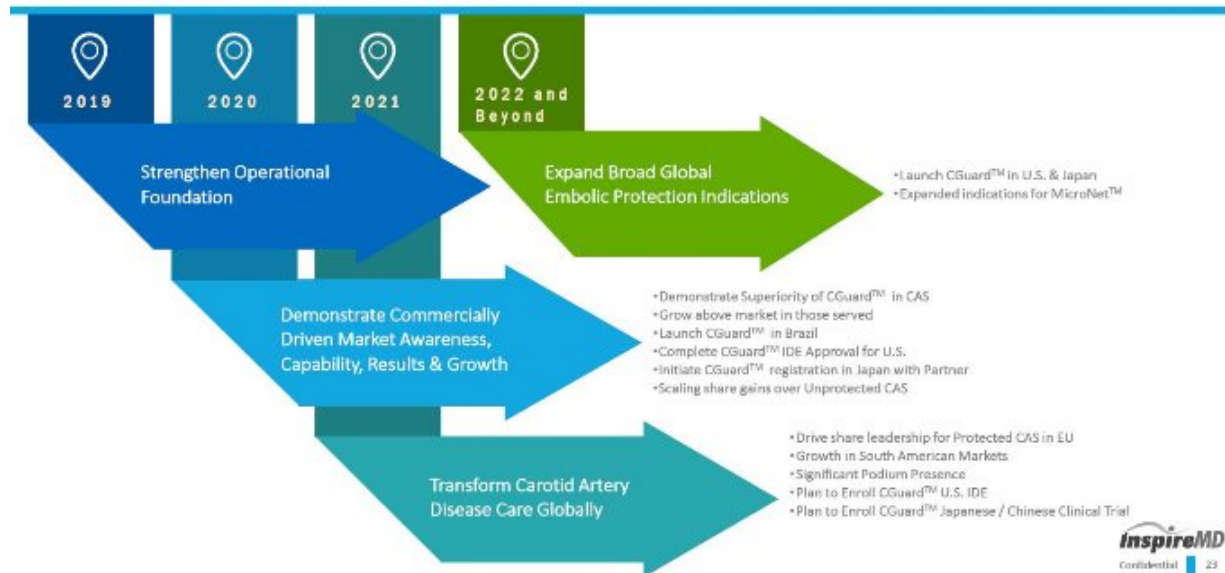 2019
2020
2021
2022 and
Beyond
Strengthen Operational
Foundation
Expand Broad Global
Embolic Protection Indications
•Launch CGuard™ in U.S. & Japan
•Expanded indications for MicroNet™
Demonstrate Commercially
Driven Market Awareness,
Capability, Results & Growth
•Demonstrate Superiority of CGuard™ in CAS
•Grow above market in those served
•Launch CGuard™ in Brazil
•Complete CGuard™ IDE Approval for U.S.
•Initiate CGuard™ registration in Japan with Partner
•Scaling share gains over Unprotected CAS
Transform Carotid Artery
Disease Care Globally
•Drive share leadership for Protected CAS in EU
•Growth in South American Markets
•Significant Podium Presence
•Plan to Enroll CGuard™ U.S. IDE
•Plan to Enroll CGuard™ Japanese / Chinese Clinical Trial
InspireMD
Confidential 23